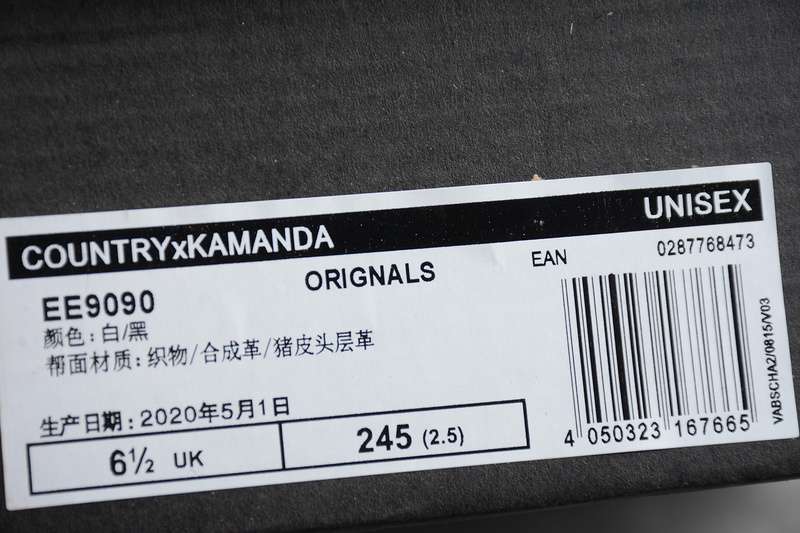 COUNTRYxKAMANDA UNISEX
ORIGNALS EAN 0287768473
EE9090
颜色:白/黑
帮面材质:织物/合成革/猪皮头层革
生产日期:2020年5月1日
6½ UK 245 (2.5)
4 050323 167665
VABSCHA2/0815/V03